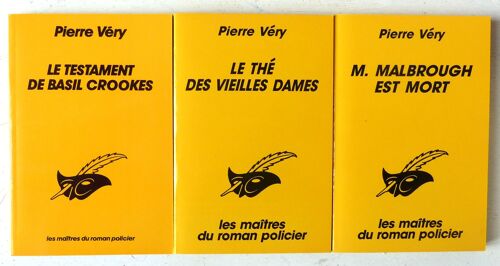 Pierre Véry
LE TESTAMENT
DE BASIL CROOKES
les maîtres du roman policier
Pierre Véry
LE THÉ
DES VIEILLES DAMES
les maîtres
du roman policier
Pierre Véry
M. MALBROUGH
EST MORT
les maîtres
du roman policier